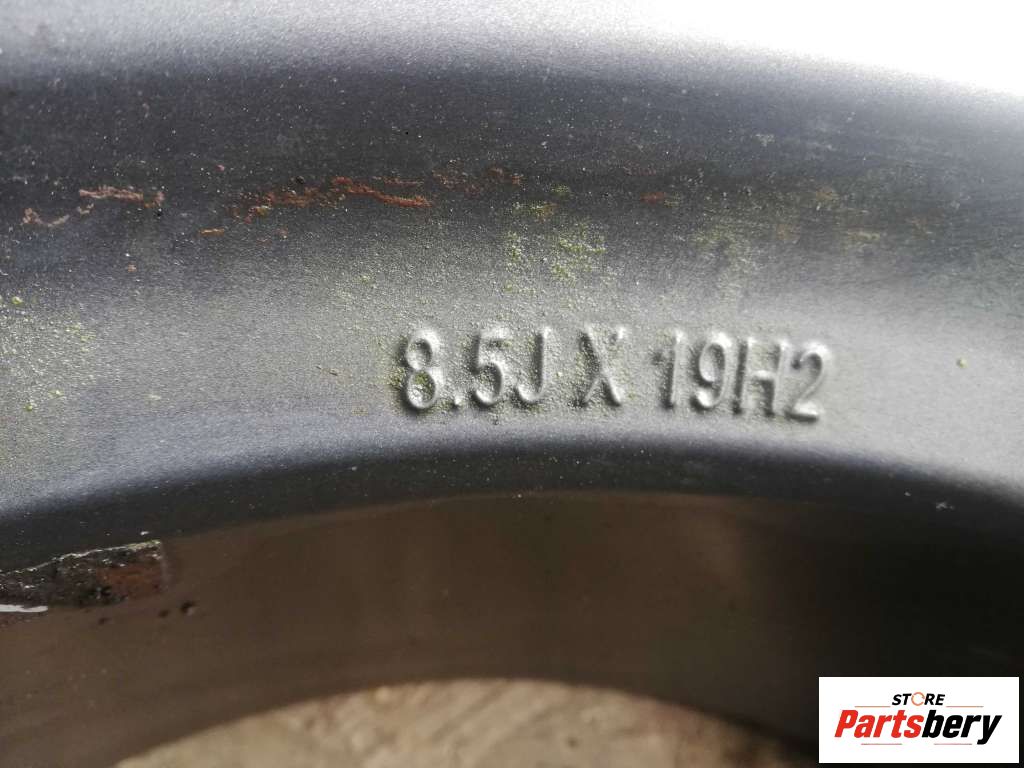 8.5J X 19H2
STORE
Partsbery